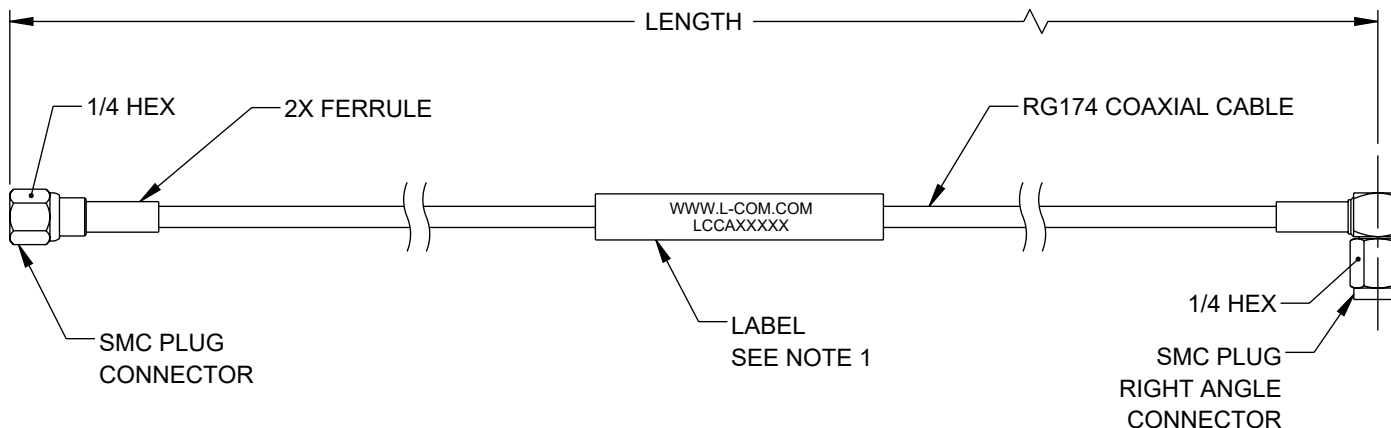 LENGTH
1/4 HEX
2X FERRULE
RG174 COAXIAL CABLE
WWW.L-COM.COM
LCCAXXXXX
1/4 HEX
LABEL
SEE NOTE 1
SMC PLUG
CONNECTOR
SMC PLUG
RIGHT ANGLE
CONNECTOR